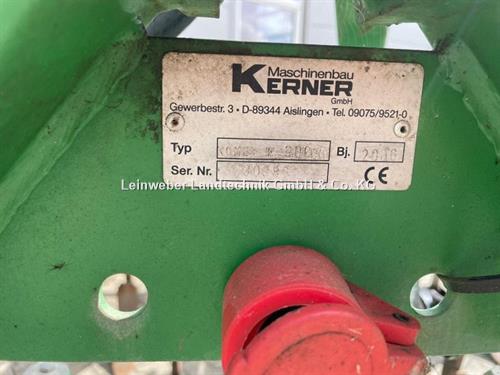 Maschinenbau
KERNER
GmbH
Gewerbestr. 3 • D-89344 Aislingen • Tel. 09075/9521-0
Typ Bj.
Ser. Nr.
CE
Leinweber Landtechnik GmbH & Co. KG